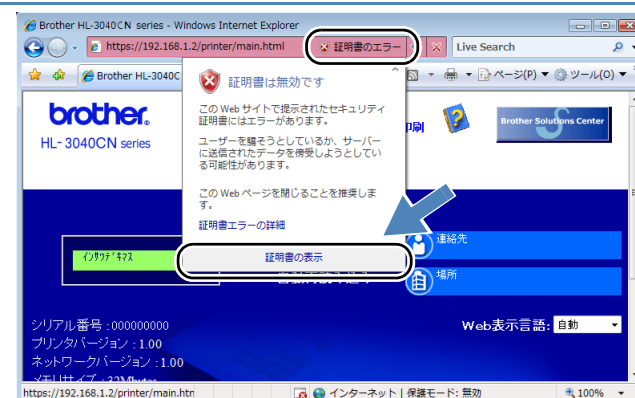 Brother HL-3040CN series - Windows Internet Explorer
https://192.168.1.2/printer/main.html
証明書のエラー
Live Search
Brother HL-3040C
ページ(P)
ツール(O)
証明書は無効です
この Web サイトで提示されたセキュリティ
証明書にはエラーがあります。
ユーザーを騙そうとしているか、サーバー
に送信されたデータを傍受しようとしてい
る可能性があります。
この Web ページを閉じることを推奨しま
す。
証明書エラーの詳細
証明書の表示
brother.
HL-3040CN series
印刷
Brother Solutions Center
インサツデキマス
連絡先
場所
シリアル番号 :000000000
Web表示言語: 自動
プリンタバージョン : 1.00
ネットワークバージョン : 1.00
メモリサイズ : 32Mbytes
https://192.168.1.2/printer/main.htn
インターネット | 保護モード: 無効
100%